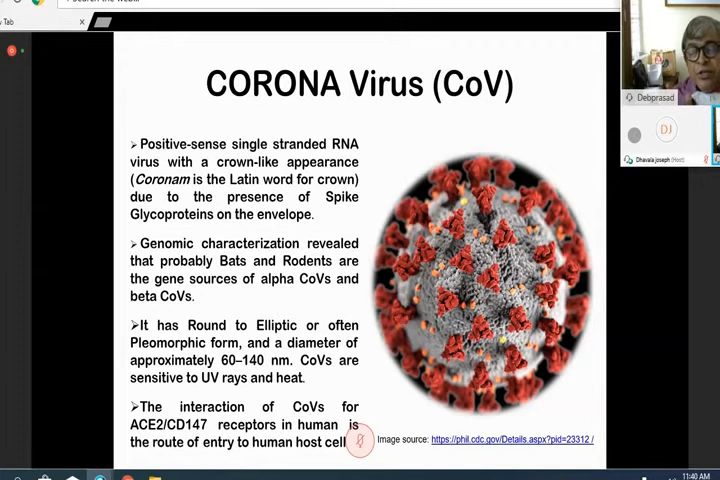 Tab
CORONA Virus (CoV)
➢ Positive-sense single stranded RNA
virus with a crown-like appearance
(Coronam is the Latin word for crown)
due to the presence of Spike
Glycoproteins on the envelope.
➢ Genomic characterization revealed
that probably Bats and Rodents are
the gene sources of alpha CoVs and
beta CoVs.
➢It has Round to Elliptic or often
Pleomorphic form, and a diameter of
approximately 60–140 nm. CoVs are
sensitive to UV rays and heat.
➢The interaction of CoVs for
ACE2/CD147 receptors in human is
the route of entry to human host cell
Image source: https://phil.cdc.gov/Details.aspx?pid=23312 /
Debprasad
DJ
Dhavala joseph (Host)
11:40 AM